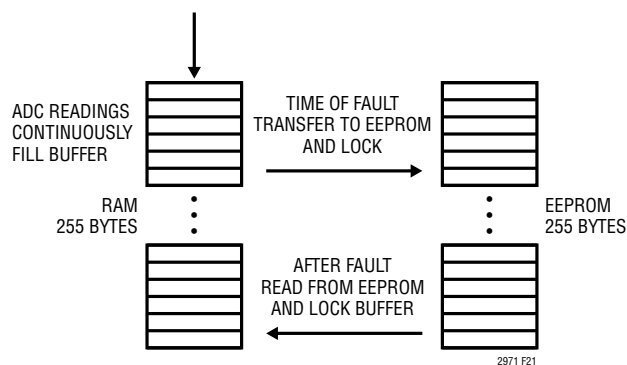 ADC READINGS
CONTINUOUSLY
FILL BUFFER
TIME OF FAULT
TRANSFER TO EEPROM
AND LOCK
RAM
255 BYTES
EEPROM
255 BYTES
AFTER FAULT
READ FROM EEPROM
AND LOCK BUFFER
2971 F21